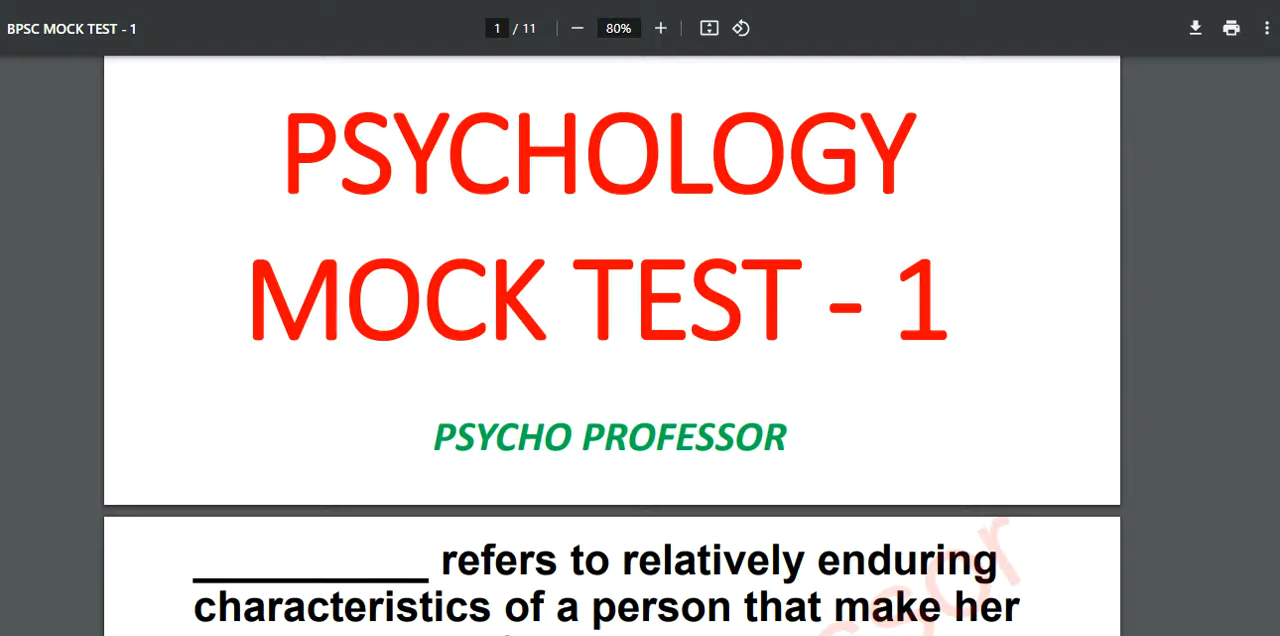 BPSC MOCK TEST - 1
1 / 11
80%
PSYCHOLOGY
MOCK TEST - 1
PSYCHO PROFESSOR
__________ refers to relatively enduring
characteristics of a person that make her